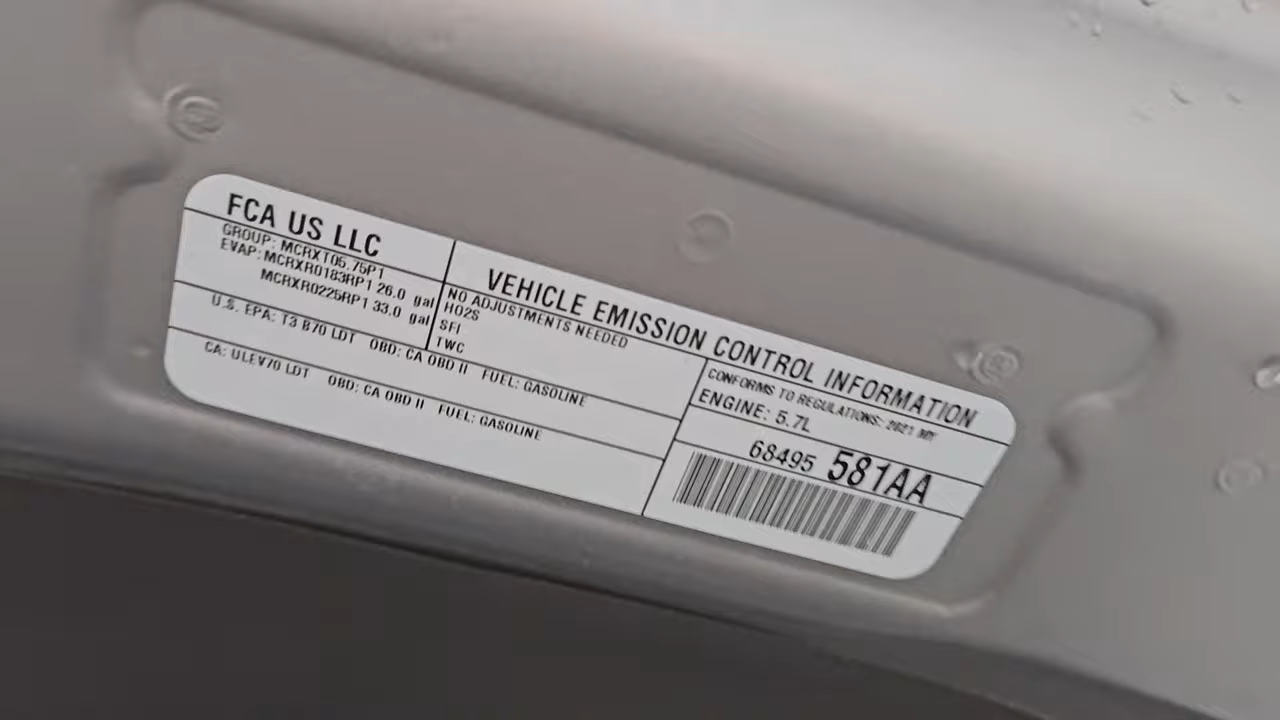 FCA US LLC
GROUP: MCRXT05.75P1
EVAP: MCRXR0183RP1 26.0 gal
MCRXR0225RP1 33.0 gal
VEHICLE EMISSION CONTROL INFORMATION
NO ADJUSTMENTS NEEDED
HO2S
SFI
TWC
CONFORMS TO REGULATIONS: 2021 MY
ENGINE: 5.7L
U.S. EPA: T3 B70 LDT OBD: CA OBD II FUEL: GASOLINE
CA: ULEV70 LDT OBD: CA OBD II FUEL: GASOLINE
68495 581AA